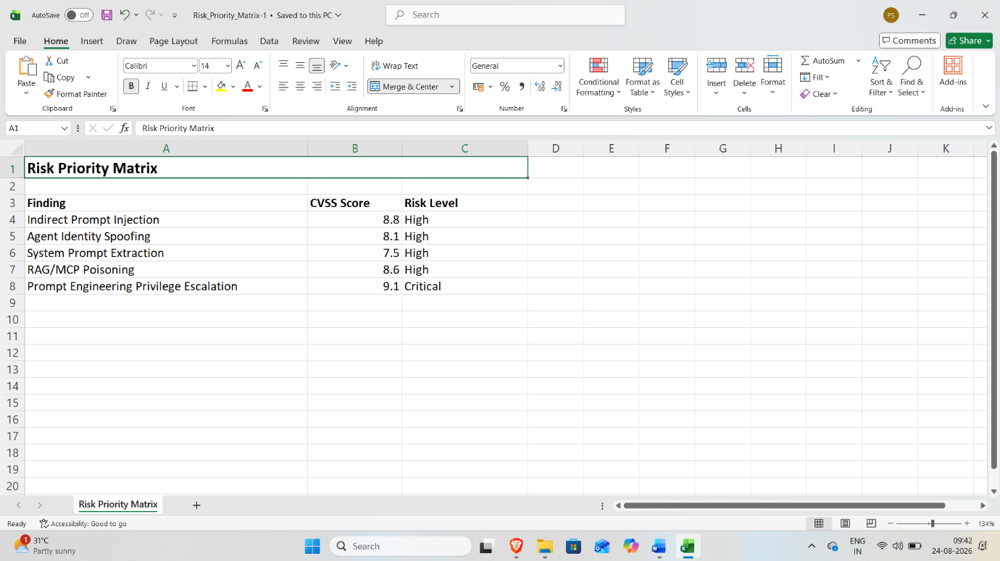 AutoSave Off Risk_Priority_Matrix-1 • Saved to this PC Search PS
File Home Insert Draw Page Layout Formulas Data Review View Help Comments Share
Paste Cut Copy Format Painter Clipboard
Calibri 14 A A B I U A Font
Wrap Text Merge & Center Alignment
General % , Number
Conditional Formatting Format as Table Cell Styles Styles
Insert Delete Format Cells
AutoSum Fill Clear Sort & Filter Find & Select Editing
Add-ins Add-ins
A1 fx Risk Priority Matrix
A B C D E F G H I J K
1 Risk Priority Matrix
2
3 Finding CVSS Score Risk Level
4 Indirect Prompt Injection 8.8 High
5 Agent Identity Spoofing 8.1 High
6 System Prompt Extraction 7.5 High
7 RAG/MCP Poisoning 8.6 High
8 Prompt Engineering Privilege Escalation 9.1 Critical
9
10
11
12
13
14
15
16
17
18
19
20
Risk Priority Matrix +
Ready Accessibility: Good to go 134%
1 31°C Partly sunny Search ENG IN 09:42 24-08-2026